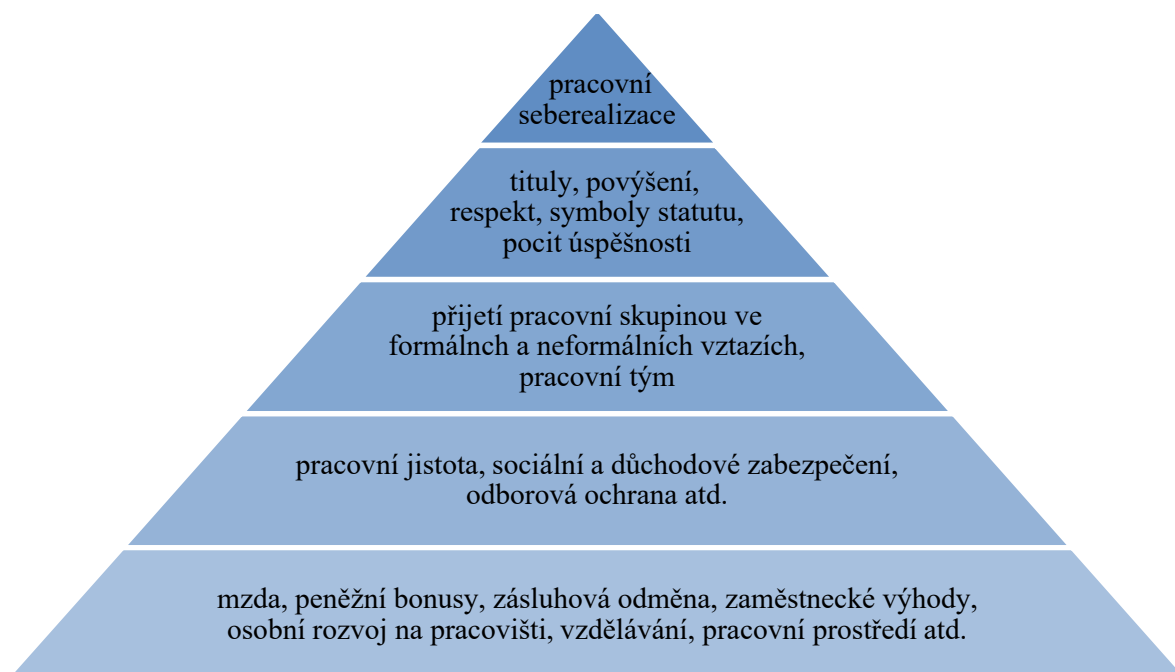 pracovní
seberealizace
tituly, povýšení,
respekt, symboly statutu,
pocit úspěšnosti
přijetí pracovní skupinou ve
formálnch a neformálních vztazích,
pracovní tým
pracovní jistota, sociální a důchodové zabezpečení,
odborová ochrana atd.
mzda, peněžní bonusy, zásluhová odměna, zaměstnecké výhody,
osobní rozvoj na pracovišti, vzdělávání, pracovní prostředí atd.